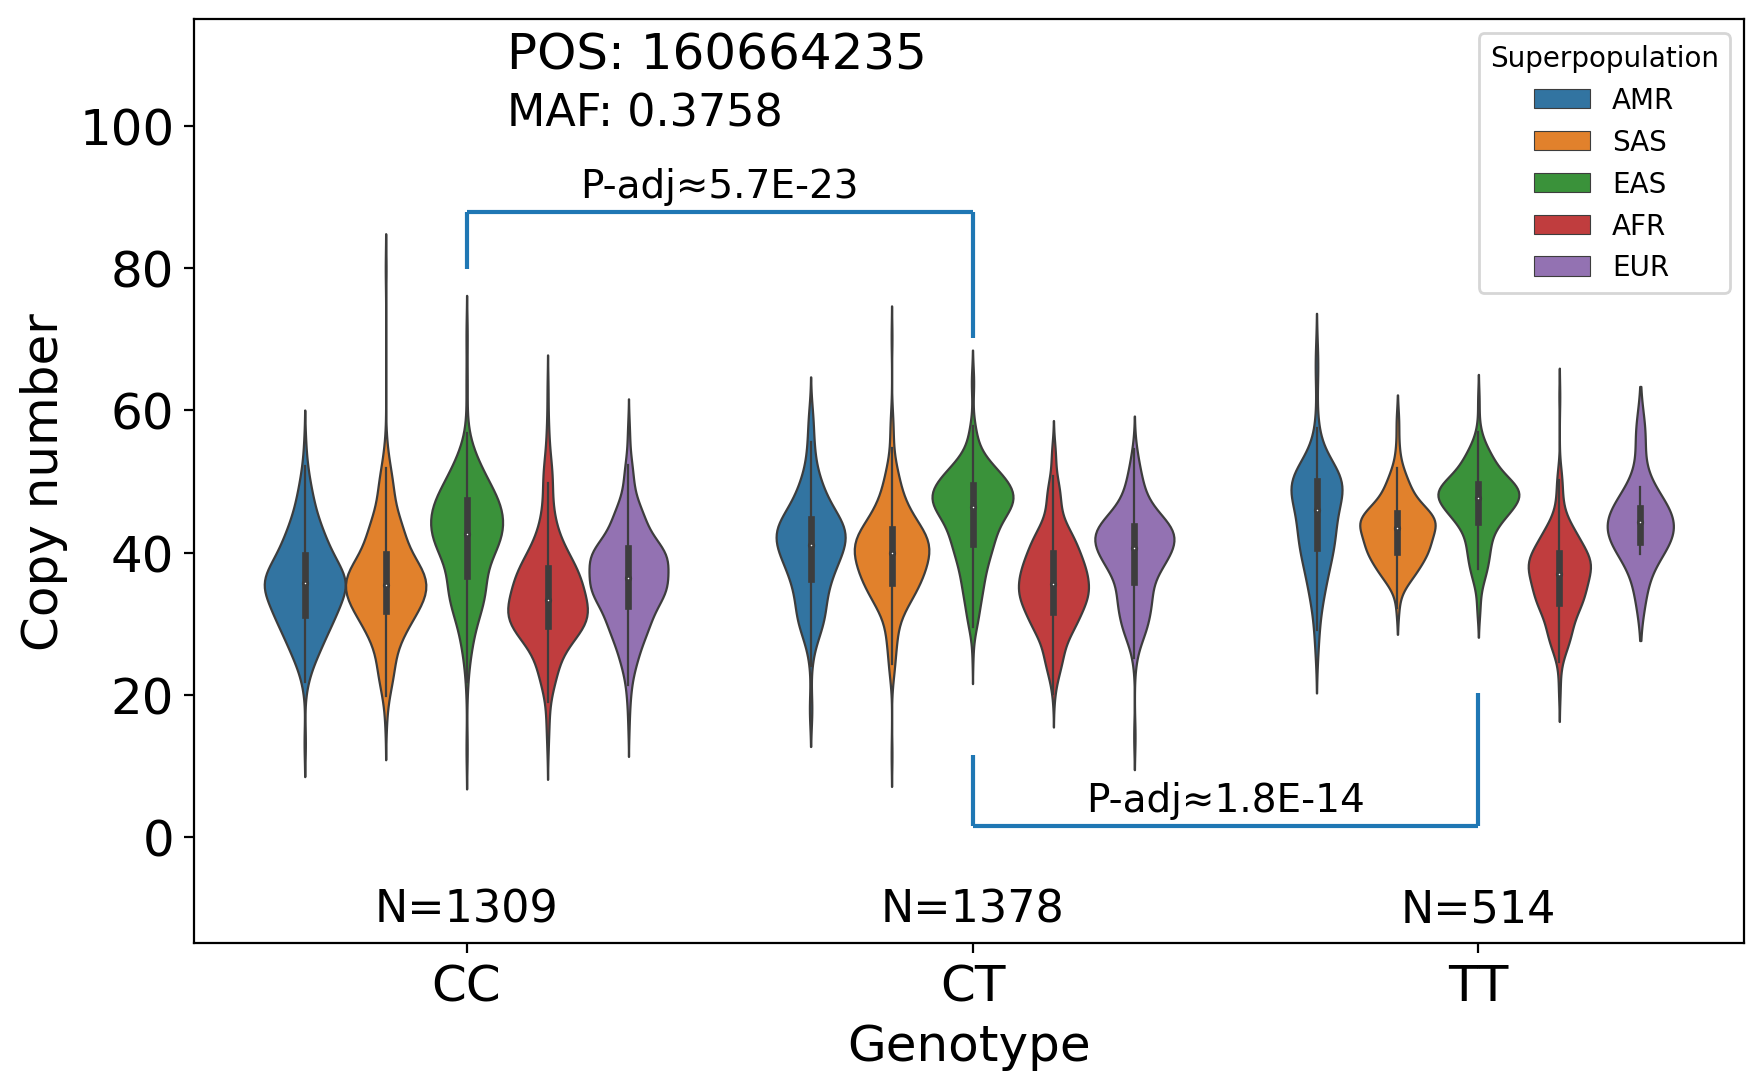 POS: 160664235
MAF: 0.3758
P-adj≈5.7E-23
Superpopulation
AMR
SAS
EAS
AFR
EUR
Copy number
100
80
60
40
20
0
P-adj≈1.8E-14
N=1309
N=1378
N=514
CC
CT
TT
Genotype